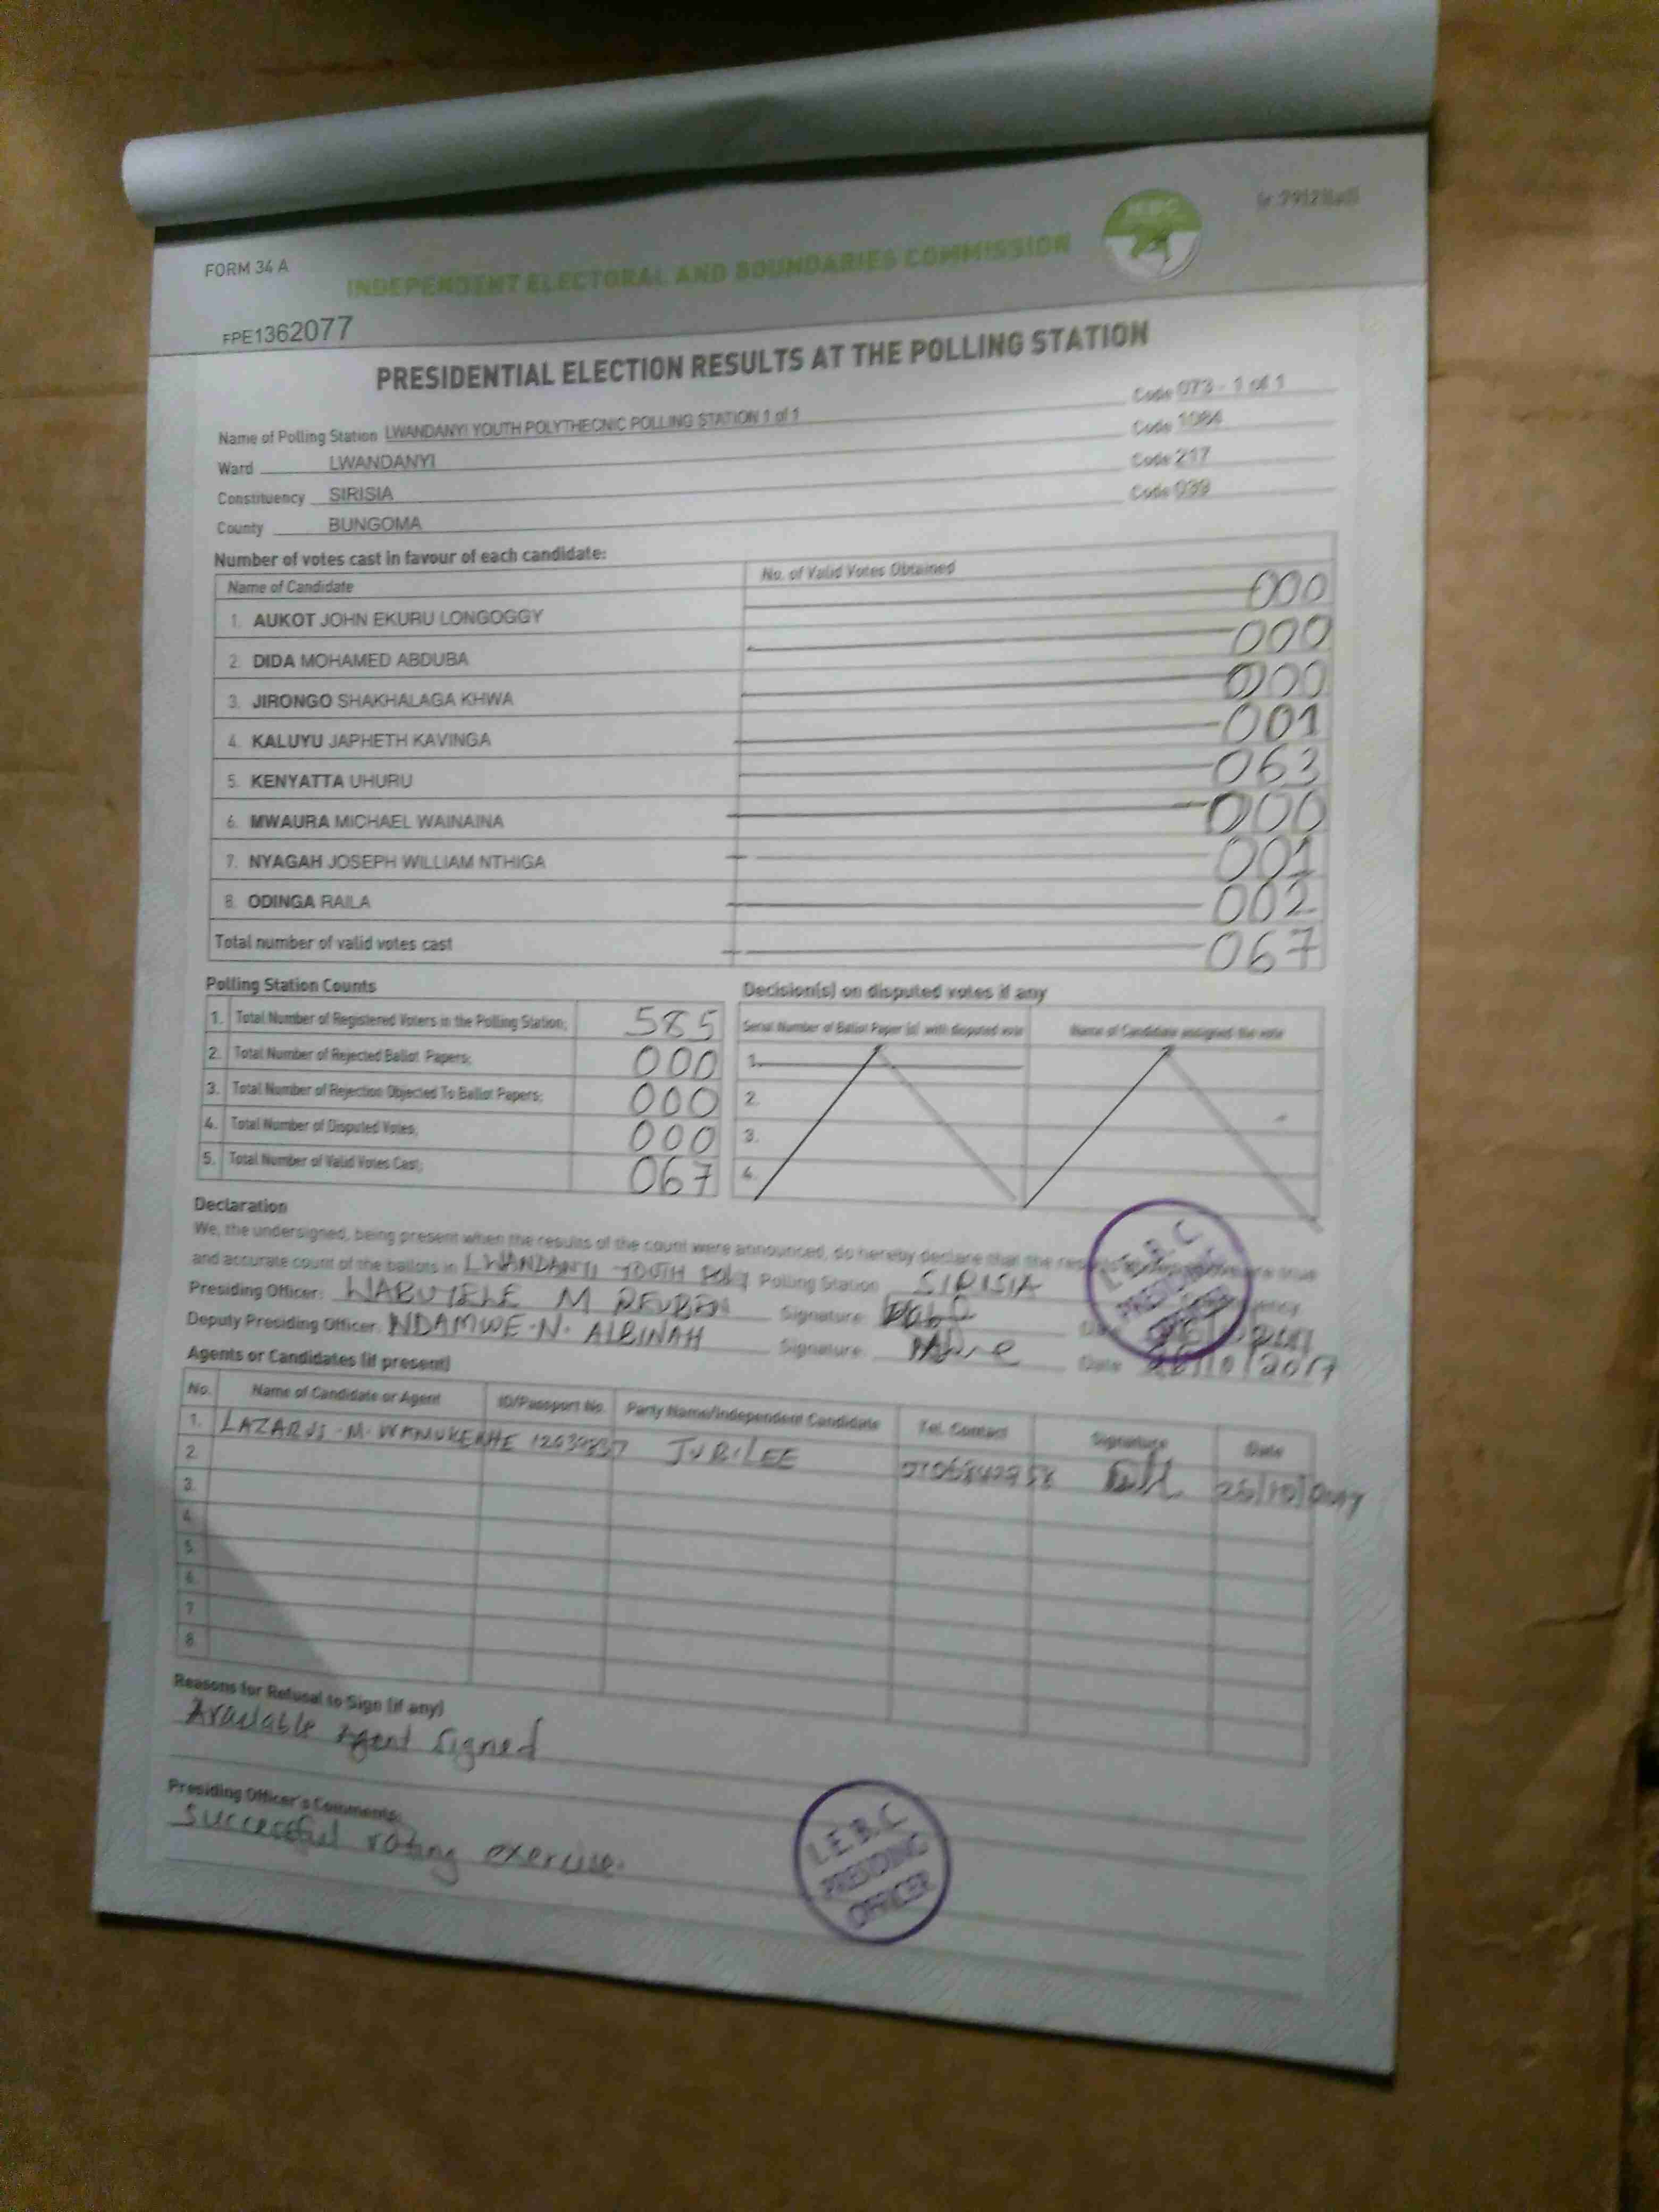 FORM 34 A
INDEPENDENT ELECTORAL AND BOUNDARIES COMMISSION
IEBC
FPE1362077
PRESIDENTIAL ELECTION RESULTS AT THE POLLING STATION
Name of Polling Station LWANDANYI YOUTH POLYTHECNIC POLLING STATION 1 of 1 Code 073 - 1 of 1
Ward LWANDANYI Code 1084
Constituency SIRISIA Code 217
County BUNGOMA Code 039
Number of votes cast in favour of each candidate:
Name of Candidate No. of Valid Votes Obtained
1. AUKOT JOHN EKURU LONGOGGY 000
2. DIDA MOHAMED ABDUBA 000
3. JIRONGO SHAKHALAGA KHWA 000
4. KALUYU JAPHETH KAVINGA 001
5. KENYATTA UHURU 063
6. MWAURA MICHAEL WAINAINA 000
7. NYAGAH JOSEPH WILLIAM NTHIGA 001
8. ODINGA RAILA 002
Total number of valid votes cast 067
Polling Station Counts
1. Total Number of Registered Voters in the Polling Station; 585
2. Total Number of Rejected Ballot Papers; 000
3. Total Number of Rejection Objected To Ballot Papers; 000
4. Total Number of Disputed Votes; 000
5. Total Number of Valid Votes Cast; 067
Decision(s) on disputed votes if any
Serial Number of Ballot Paper (s) with disputed vote Name of Candidate assigned the vote
1.
2.
3.
4.
Declaration
We, the undersigned, being present when the results of the count were announced, do hereby declare that the are true
and accurate count of the ballots in LWANDANYI YOUTH POLY Polling Station SIRISIA
Presiding Officer: WABUYELE M REUBEN Signature Date
Deputy Presiding Officer: NDAMWE .N. ALBINAH Signature Date 26/10/2017
I.E.B.C PRESIDING OFFICER
Agents or Candidates (if present)
No. Name of Candidate or Agent ID/Passport No. Party Name/Independent Candidate Tel. Contact Signature Date
1. LAZARUS .M. JUBILEE 26/10/2017
2.
3.
4.
5.
6.
7.
8.
Reasons for Refusal to Sign (if any)
Available Agent signed
Presiding Officer's Comments:
Successful voting exercise.
I.E.B.C
PRESIDING
OFFICER